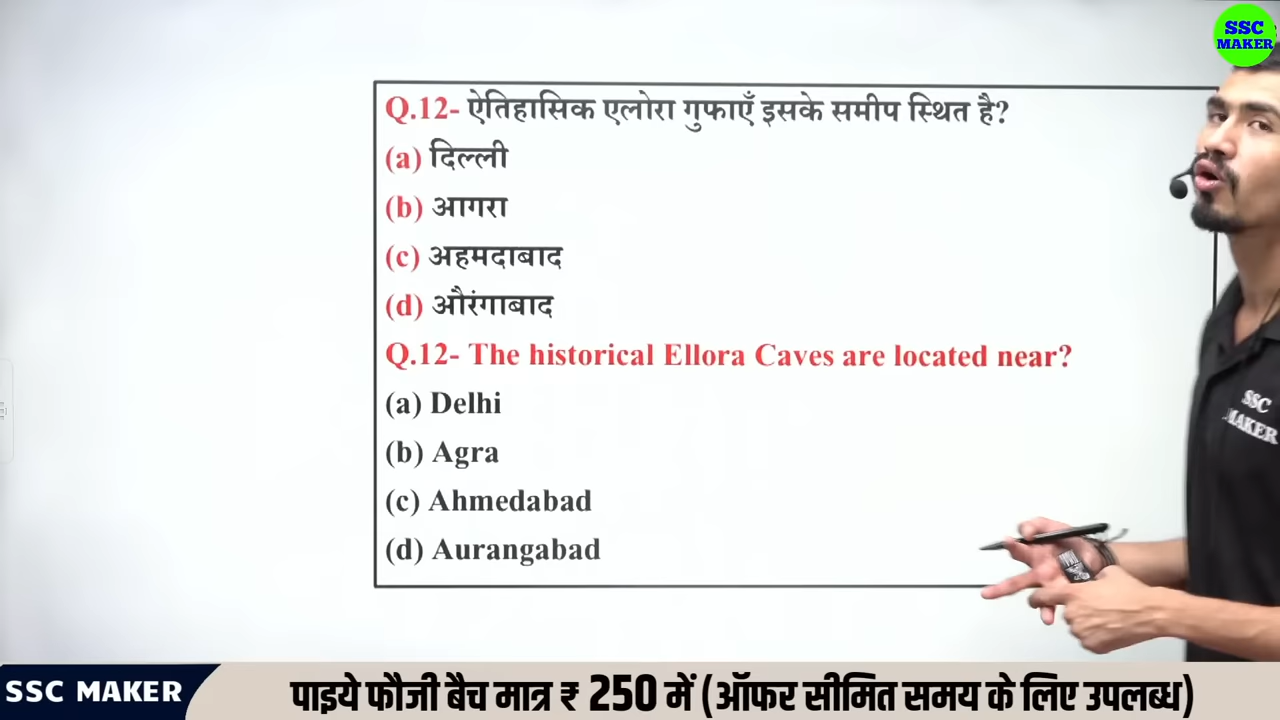 SSC
MAKER
Q.12- ऐतिहासिक एलोरा गुफाएँ इसके समीप स्थित है?
(a) दिल्ली
(b) आगरा
(c) अहमदाबाद
(d) औरंगाबाद
Q.12- The historical Ellora Caves are located near?
(a) Delhi
(b) Agra
(c) Ahmedabad
(d) Aurangabad
SSC
MAKER
SSC MAKER
पाइये फौजी बैच मात्र ₹ 250 में (ऑफर सीमित समय के लिए उपलब्ध)